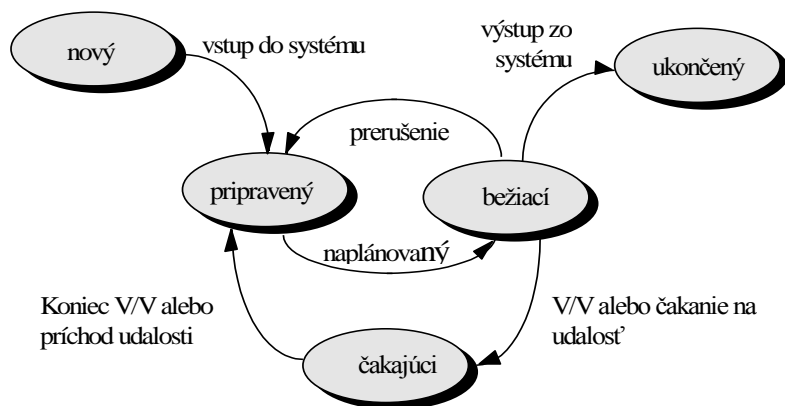 nový
vstup do systému
výstup zo
systému
ukončený
prerušenie
pripravený
bežiaci
naplánovaný
Koniec V/V alebo
príchod udalosti
V/V alebo čakanie na
udalosť
čakajúci